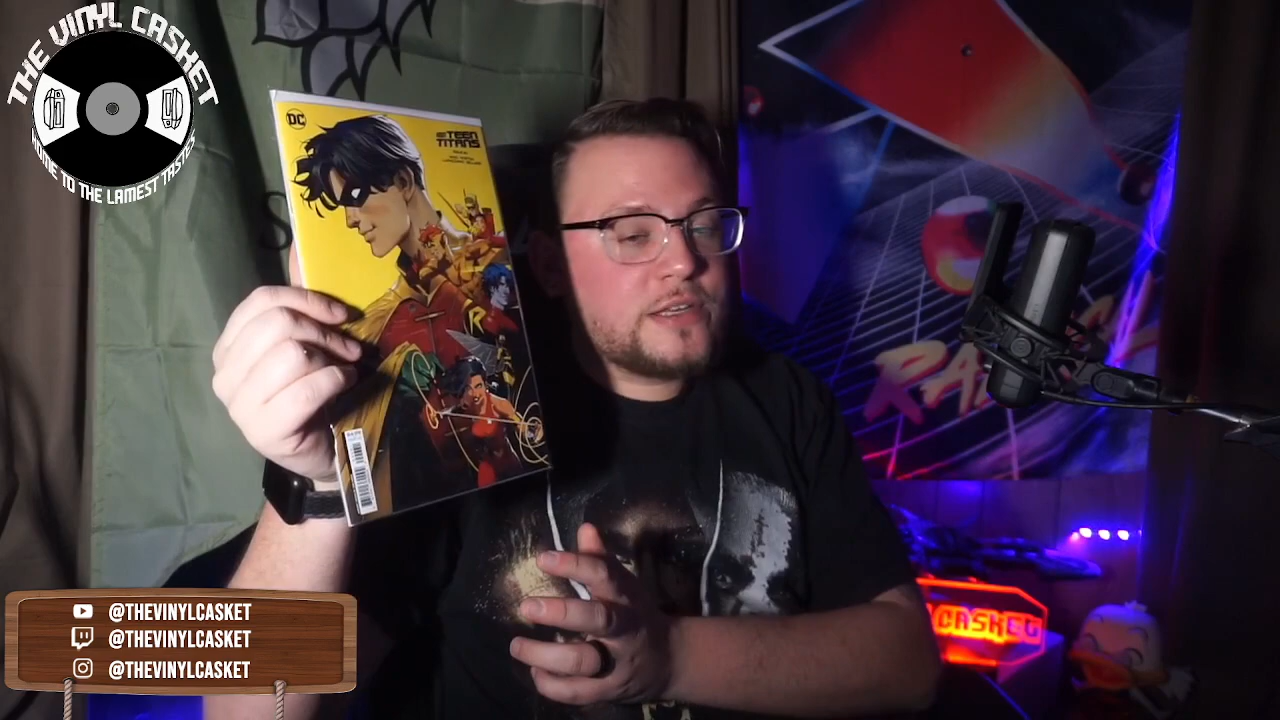 THE VINYL CASKET
HOME TO THE LAMEST TASTES
DC
TEEN
TITANS
CASKET
@THEVINYLCASKET
@THEVINYLCASKET
@THEVINYLCASKET